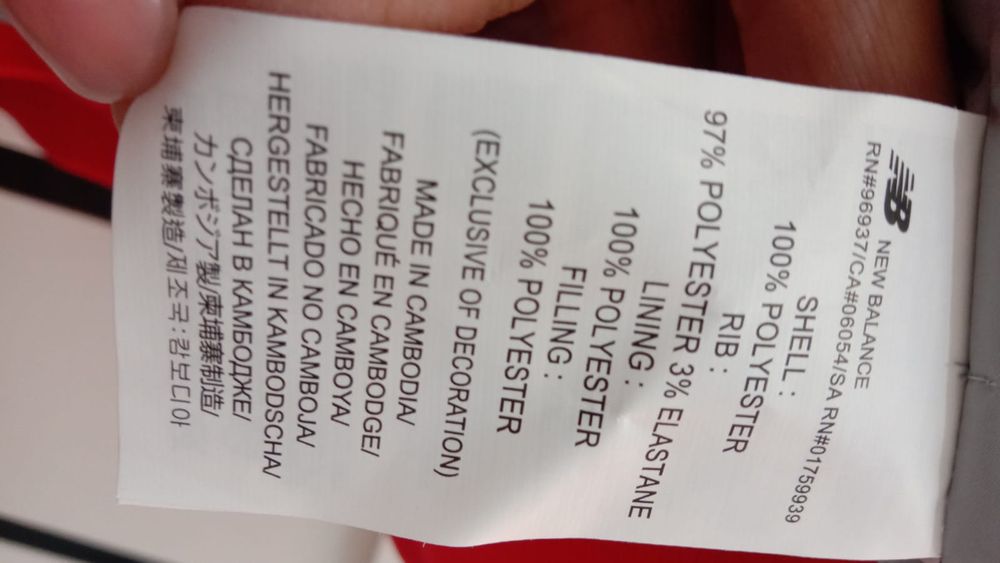 NB NEW BALANCE
RN#96937/CA#06054/SA RN#01759939
SHELL :
100% POLYESTER
RIB :
97% POLYESTER 3% ELASTANE
LINING :
100% POLYESTER
FILLING :
100% POLYESTER
(EXCLUSIVE OF DECORATION)
MADE IN CAMBODIA/
FABRIQUÉ EN CAMBODGE/
HECHO EN CAMBOYA/
FABRICADO NO CAMBOJA/
HERGESTELLT IN KAMBODSCHA/
СДЕЛАН В КАМБОДЖЕ/
カンボジア製/柬埔寨制造/
柬埔寨製造/제조국:캄보디아